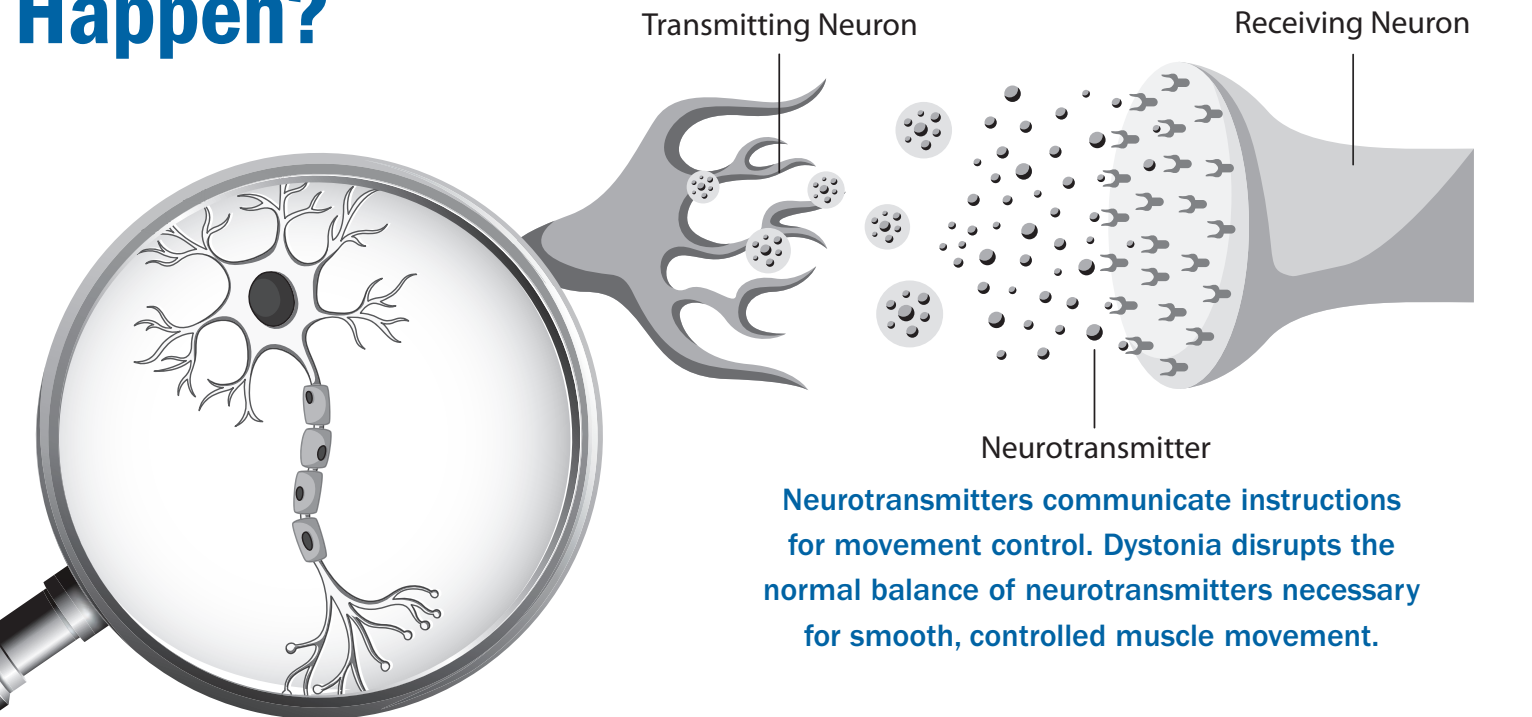 Happen?
Transmitting Neuron
Receiving Neuron
Neurotransmitter
Neurotransmitters communicate instructions
for movement control. Dystonia disrupts the
normal balance of neurotransmitters necessary
for smooth, controlled muscle movement.